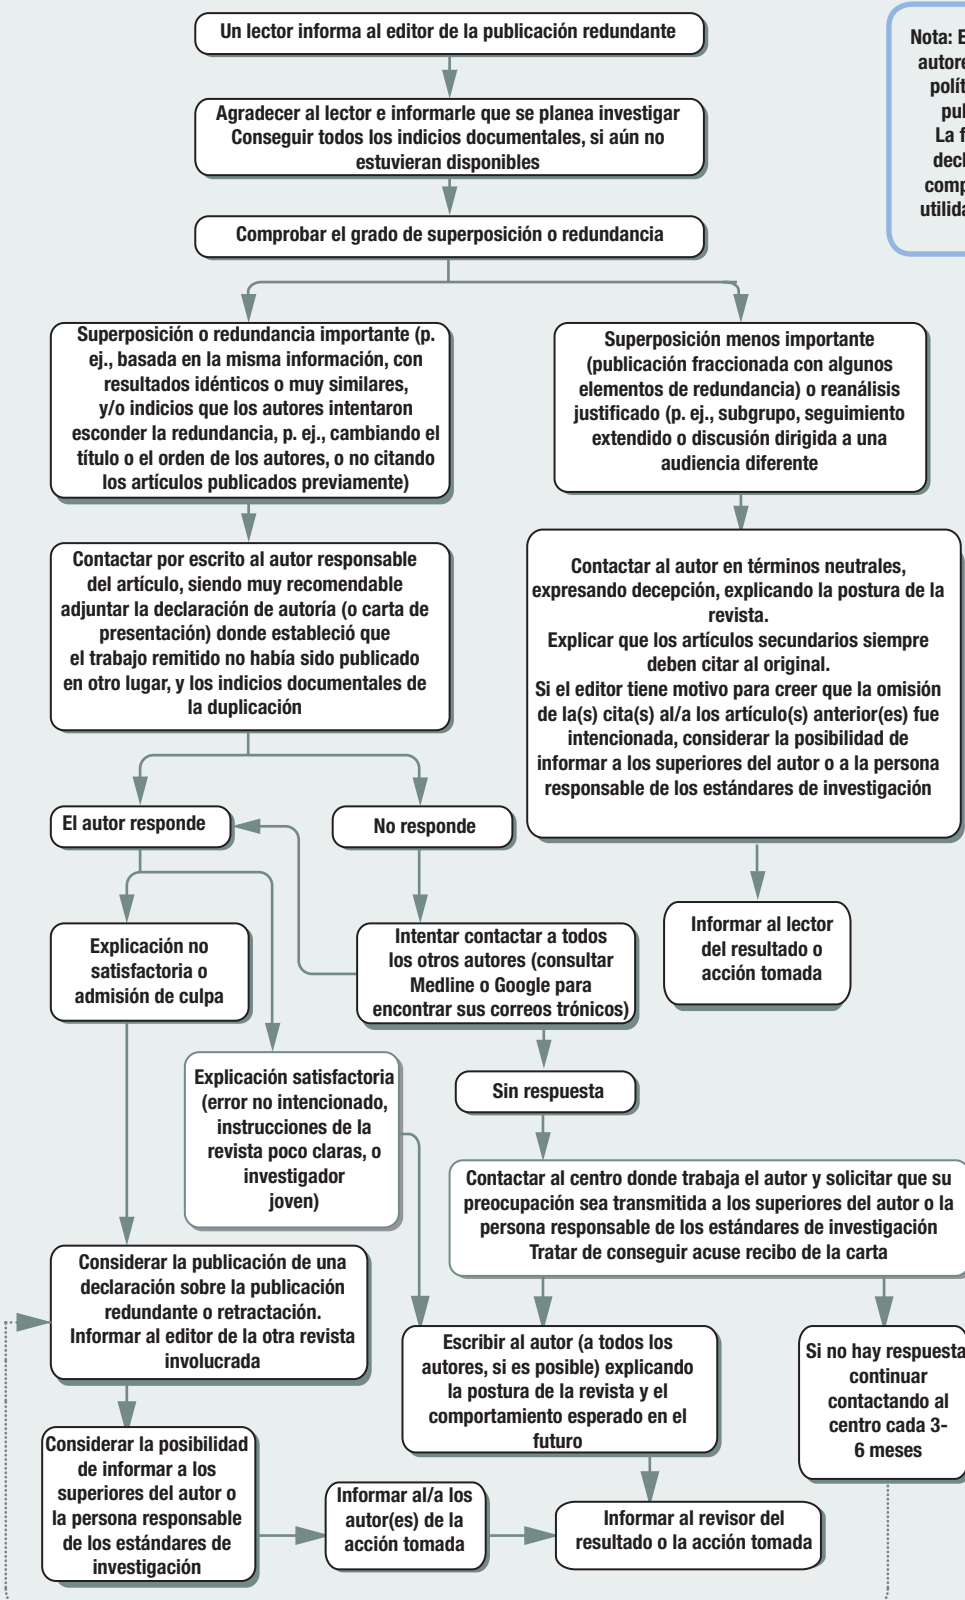 Un lector informa al editor de la publicación redundante
Agradecer al lector e informarle que se planea investigar
Conseguir todos los indicios documentales, si aún no
estuvieran disponibles
Comprobar el grado de superposición o redundancia
Superposición o redundancia importante (p.
ej., basada en la misma información, con
resultados idénticos o muy similares,
y/o indicios que los autores intentaron
esconder la redundancia, p. ej., cambiando el
título o el orden de los autores, o no citando
los artículos publicados previamente)
Superposición menos importante
(publicación fraccionada con algunos
elementos de redundancia) o reanálisis
justificado (p. ej., subgrupo, seguimiento
extendido o discusión dirigida a una
audiencia diferente
Contactar por escrito al autor responsable
del artículo, siendo muy recomendable
adjuntar la declaración de autoría (o carta de
presentación) donde estableció que
el trabajo remitido no había sido publicado
en otro lugar, y los indicios documentales de
la duplicación
Contactar al autor en términos neutrales,
expresando decepción, explicando la postura de la
revista.
Explicar que los artículos secundarios siempre
deben citar al original.
Si el editor tiene motivo para creer que la omisión
de la(s) cita(s) al/a los artículo(s) anterior(es) fue
intencionada, considerar la posibilidad de
informar a los superiores del autor o a la persona
responsable de los estándares de investigación
El autor responde
No responde
Informar al lector
del resultado o
acción tomada
Explicación no
satisfactoria o
admisión de culpa
Intentar contactar a todos
los otros autores (consultar
Medline o Google para
encontrar sus correos trónicos)
Explicación satisfactoria
(error no intencionado,
instrucciones de la
revista poco claras, o
investigador
joven)
Sin respuesta
Contactar al centro donde trabaja el autor y solicitar que su
preocupación sea transmitida a los superiores del autor o la
persona responsable de los estándares de investigación
Tratar de conseguir acuse recibo de la carta
Considerar la publicación de una
declaración sobre la publicación
redundante o retractación.
Informar al editor de la otra revista
involucrada
Escribir al autor (a todos los
autores, si es posible) explicando
la postura de la revista y el
comportamiento esperado en el
futuro
Si no hay respuesta
continuar
contactando al
centro cada 3-
6 meses
Considerar la posibilidad
de informar a los
superiores del autor o
la persona responsable
de los estándares de
investigación
Informar al/a los
autor(es) de la
acción tomada
Informar al revisor del
resultado o la acción tomada
Nota: E
autore
polít
pub
La f
decl
comp
utilida